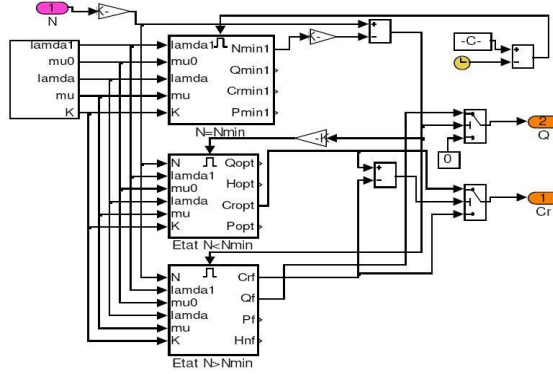 1
N
K-
lamda1
mu0
lamda
mu
K
lamda1
mu0
lamda
mu
K
Nmin1
Qmin1
Crmin1
Pmin1
N=Nmin
K-
+
-
-C-
+
-
2
Q
0
-K-
N
lamda1
mu0
lamda
mu
K
Qopt
Hopt
Cropt
Popt
Etat N<Nmin
+
-
1
Cr
N
lamda1
mu0
lamda
mu
K
Crf
Qf
Pf
Hnf
Etat N>Nmin